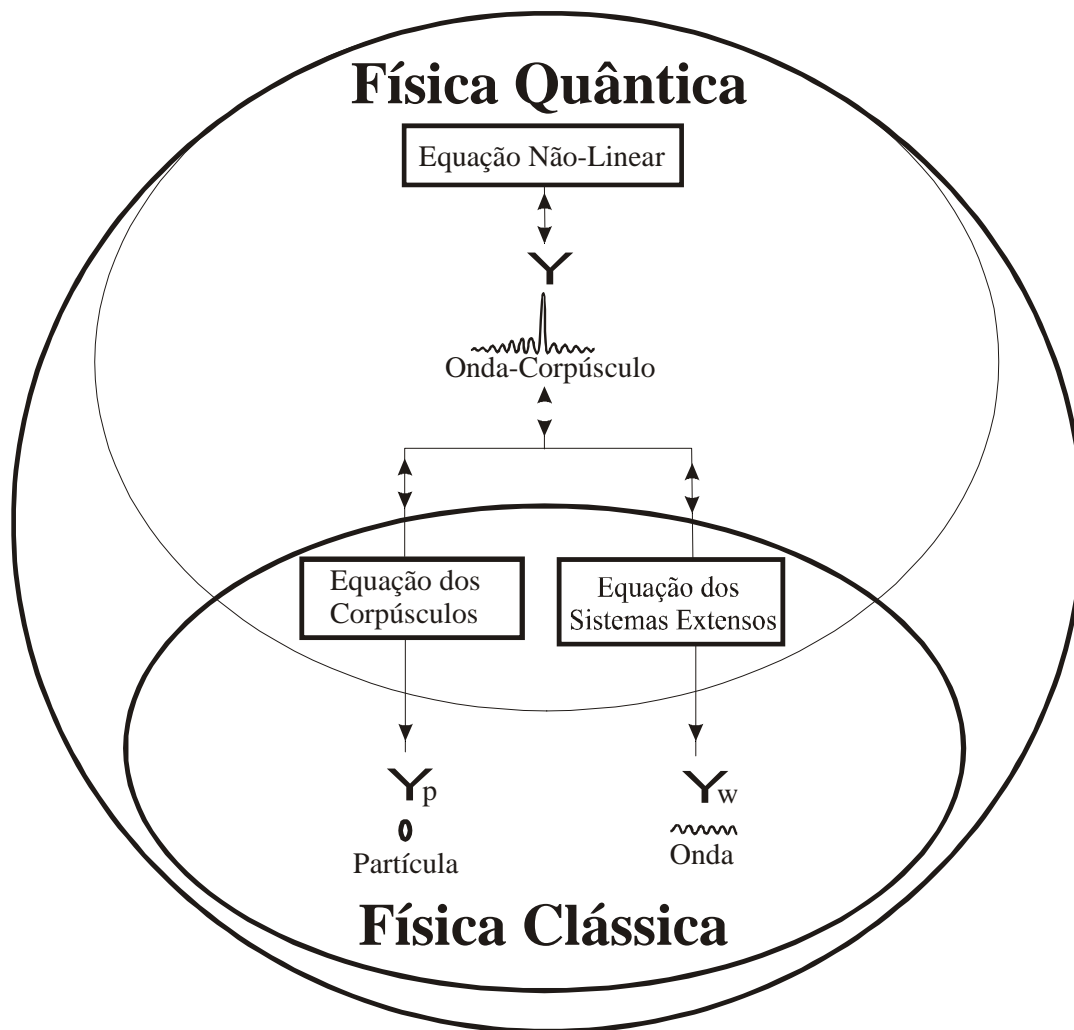 Física Quântica
Equação Não-Linear
Y
Onda-Corpúsculo
Equação dos
Corpúsculos
Equação dos
Sistemas Extensos
Yp
Partícula
Yw
Onda
Física Clássica